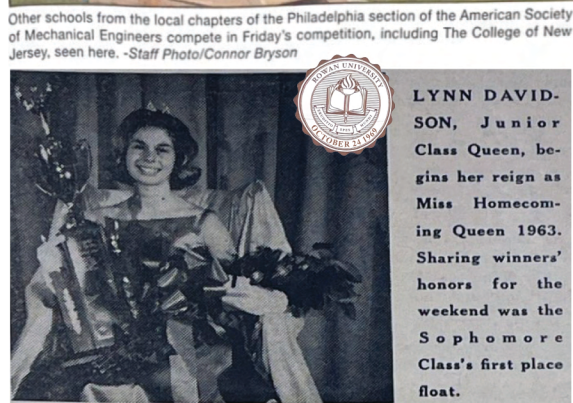 Other schools from the local chapters of the Philadelphia section of the American Society
of Mechanical Engineers compete in Friday's competition, including The College of New
Jersey, seen here. -Staff Photo/Connor Bryson
ROWAN UNIVERSITY
OCTOBER 24 1969
LYNN DAVID-
SON, Junior
Class Queen, be-
gins her reign as
Miss Homecom-
ing Queen 1963.
Sharing winners'
honors for the
weekend was the
Sophomore
Class's first place
float.